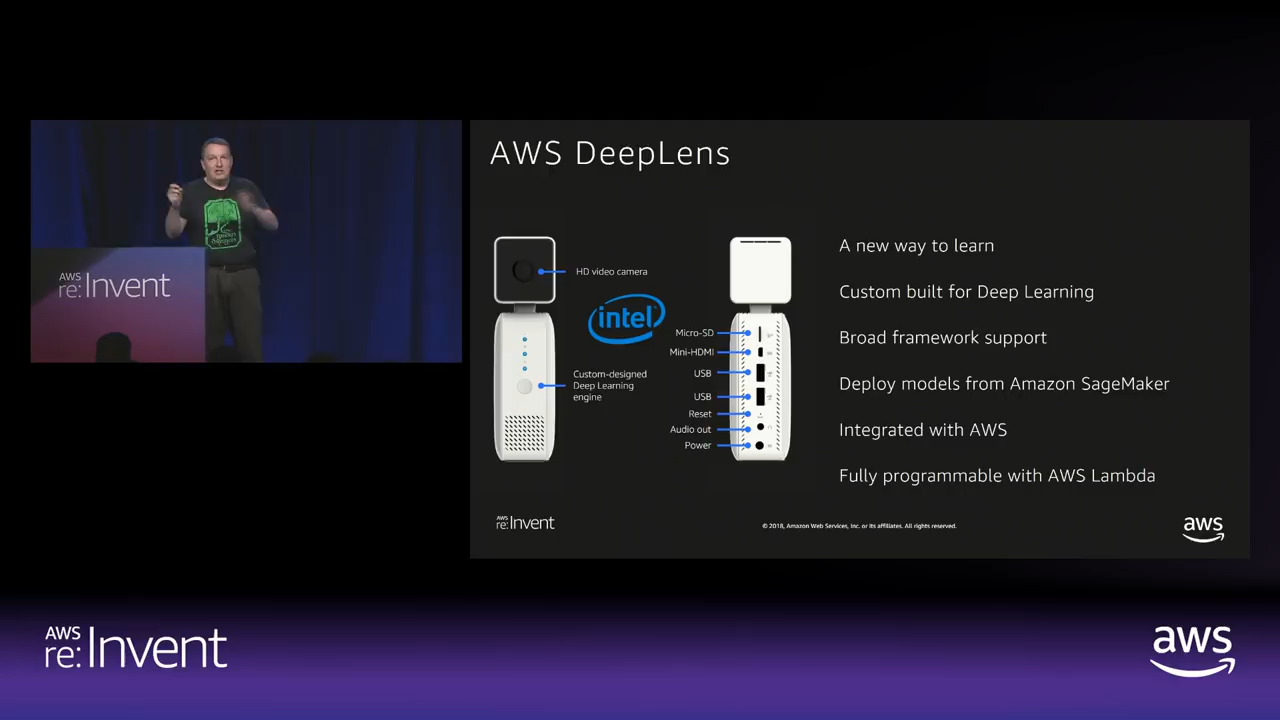 AWS
re:Invent
AWS DeepLens
HD video camera
intel
Custom-designed
Deep Learning
engine
Micro-SD
Mini-HDMI
USB
USB
Reset
Audio out
Power
A new way to learn
Custom built for Deep Learning
Broad framework support
Deploy models from Amazon SageMaker
Integrated with AWS
Fully programmable with AWS Lambda
AWS
re:Invent
© 2018, Amazon Web Services, Inc. or its affiliates. All rights reserved.
aws
AWS
re:Invent
aws